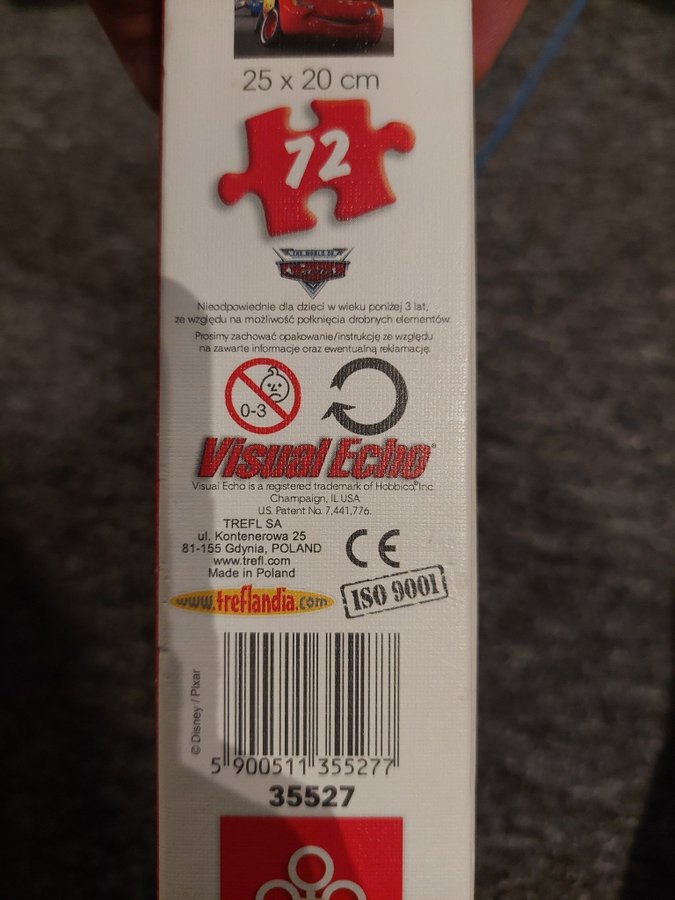 25 x 20 cm
72
THE WORLD OF
CARS
Nieodpowiednie dla dzieci w wieku poniżej 3 lat,
ze względu na możliwość połknięcia drobnych elementów.
Prosimy zachować opakowanie/instrukcję ze względu
na zawarte informacje oraz ewentualną reklamację.
0-3
Visual Echo®
Visual Echo is a registered trademark of Hobbico®, Inc.
Champaign, IL USA
U.S. Patent No. 7,441,776.
TREFL SA
ul. Kontenerowa 25
81-155 Gdynia, POLAND
www.trefl.com
Made in Poland
CE
www.treflandia.com
ISO 9001
© Disney / Pixar
5 900511 355277
35527